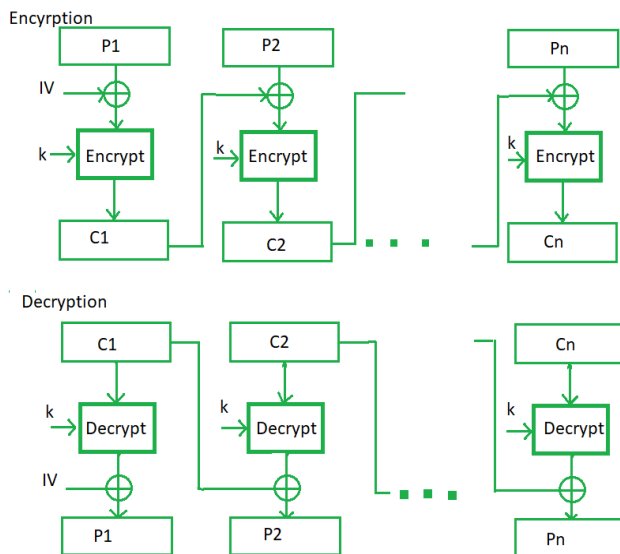 Encyrption
P1 P2 Pn
IV
k Encrypt k Encrypt k Encrypt
C1 C2 Cn
Decryption
C1 C2 Cn
k Decrypt k Decrypt k Decrypt
IV
P1 P2 Pn